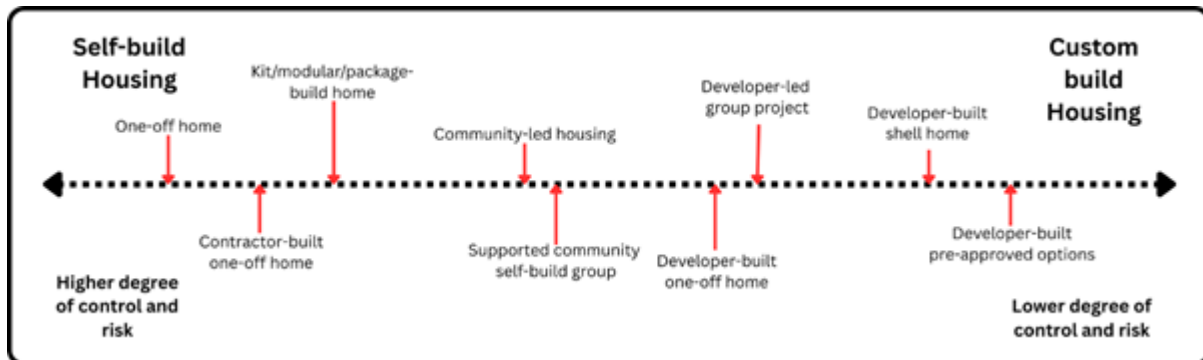 Self-build
Housing
Custom
build
Housing
Kit/modular/package-
build home
Developer-led
group project
One-off home
Community-led housing
Developer-built
shell home
Contractor-built
one-off home
Supported community
self-build group
Developer-built
one-off home
Developer-built
pre-approved options
Higher degree
of control and
risk
Lower degree of
control and risk